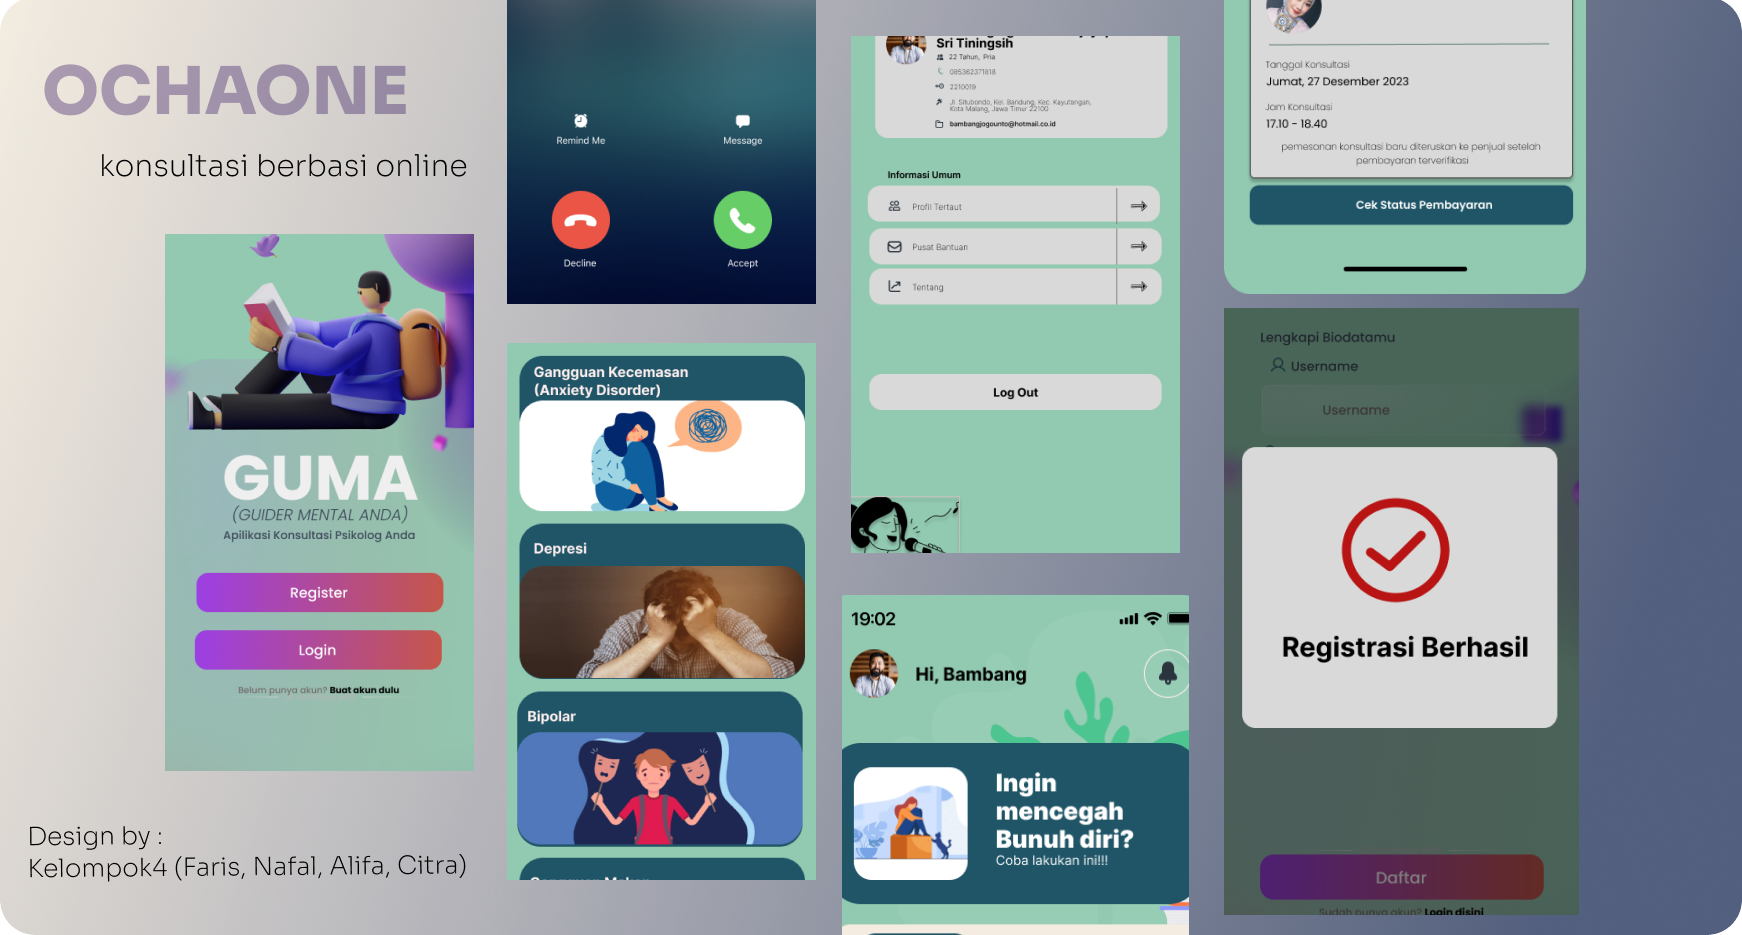 OCHAONE
konsultasi berbasi online
GUMA
(GUIDER MENTAL ANDA)
Apilikasi Konsultasi Psikolog Anda
Register
Login
Belum punya akun? Buat akun dulu
Design by :
Kelompok4 (Faris, Nafal, Alifa, Citra)
Remind Me
Message
Decline
Accept
Gangguan Kecemasan
(Anxiety Disorder)
Depresi
Bipolar
Sri Tiningsih
22 Tahun, Pria
085362371618
2210019
Jl. Situbondo, Kel. Bandung, Kec. Kayutangan,
Kota Malang, Jawa Timur 22100
bambangjogounto@hotmail.co.id
Informasi Umum
Profil Tertaut
Pusat Bantuan
Tentang
Log Out
19:02
Hi, Bambang
Ingin
mencegah
Bunuh diri?
Coba lakukan ini!!!
Tanggal Konsultasi
Jumat, 27 Desember 2023
Jam Konsultasi
17.10 - 18.40
pemesanan konsultasi baru diteruskan ke penjual setelah
pembayaran terverifikasi
Cek Status Pembayaran
Lengkapi Biodatamu
Username
Username
Registrasi Berhasil
Daftar
Sudah punya akun? Login disini